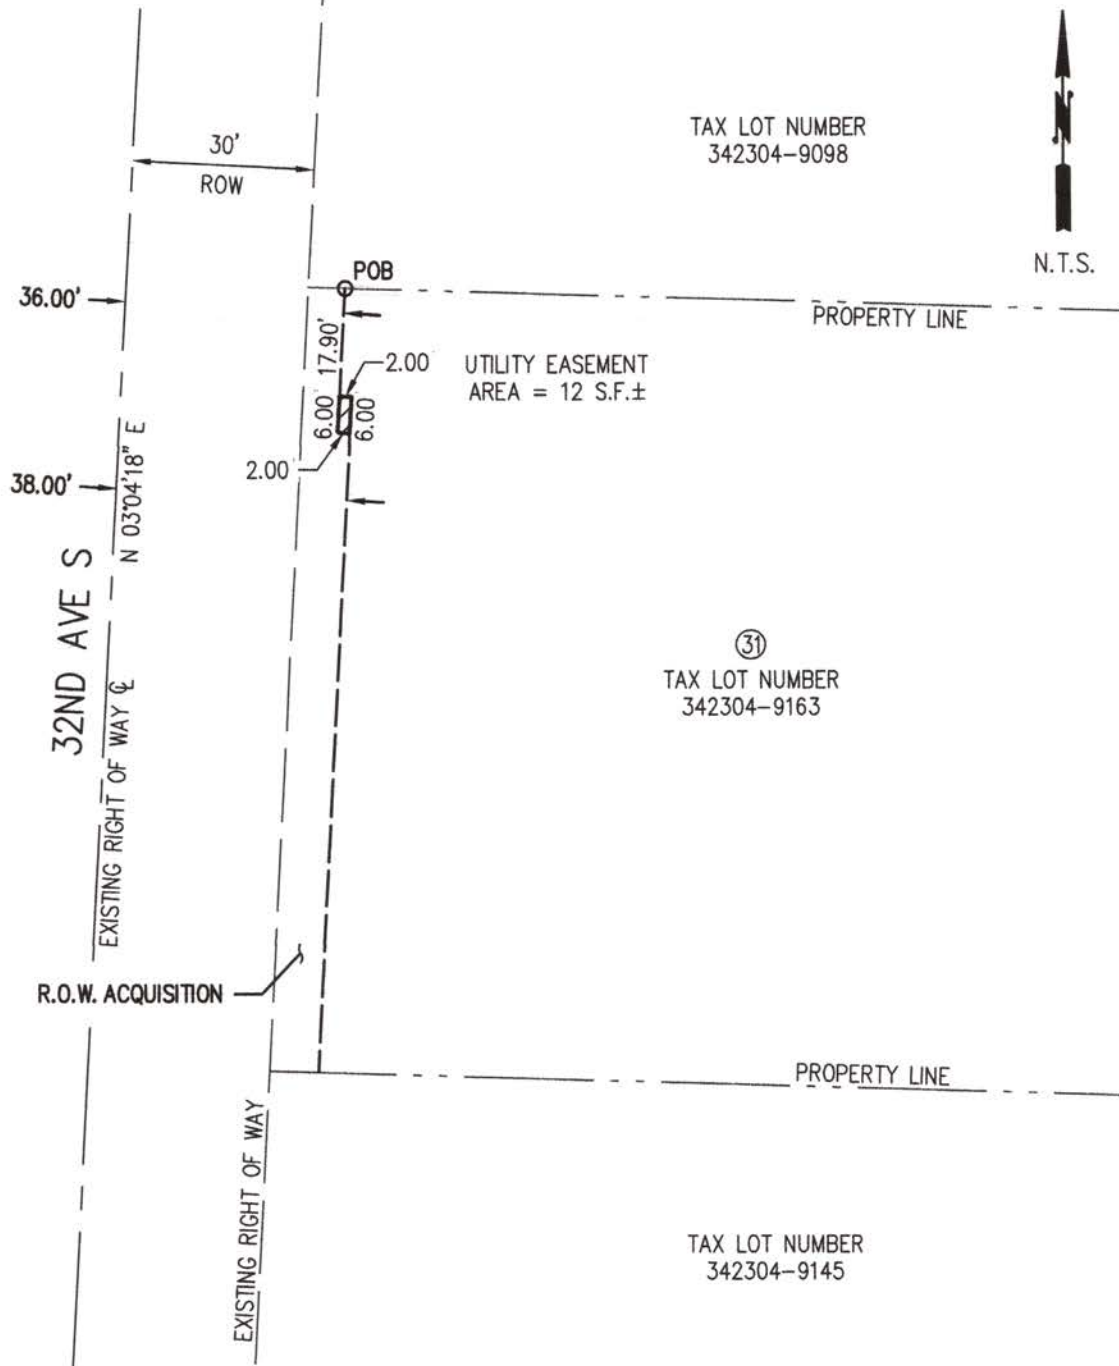 TAX LOT NUMBER
342304-9098
30'
ROW
N
N.T.S.
POB
36.00'
PROPERTY LINE
17.90'
2.00
UTILITY EASEMENT
AREA = 12 S.F.±
6.00
6.00
2.00
38.00'
N 03°04'18" E
32ND AVE S
31
TAX LOT NUMBER
342304-9163
EXISTING RIGHT OF WAY ℄
R.O.W. ACQUISITION
PROPERTY LINE
EXISTING RIGHT OF WAY
TAX LOT NUMBER
342304-9145